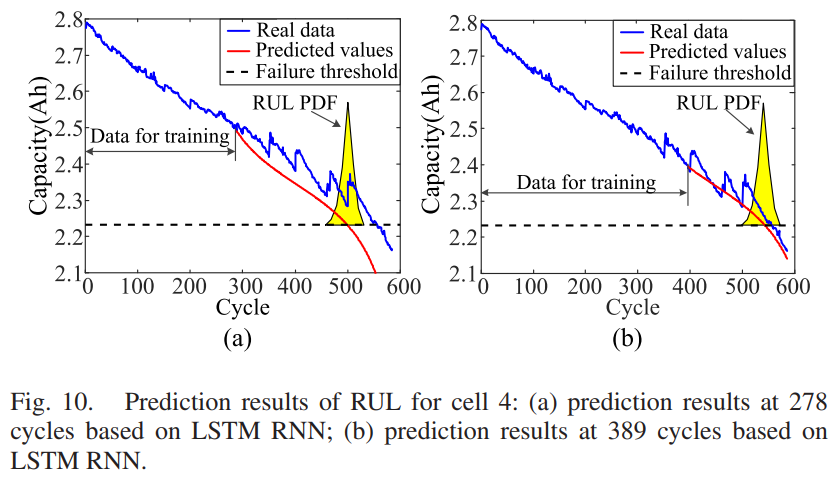 2.8
2.7
2.6
2.5
2.4
2.3
2.2
2.1
Capacity(Ah)
Real data
Predicted values
Failure threshold
RUL PDF
Data for training
0 100 200 300 400 500 600
Cycle
(a)
2.8
2.7
2.6
2.5
2.4
2.3
2.2
2.1
Capacity(Ah)
Real data
Predicted values
Failure threshold
RUL PDF
Data for training
0 100 200 300 400 500 600
Cycle
(b)
Fig. 10. Prediction results of RUL for cell 4: (a) prediction results at 278
cycles based on LSTM RNN; (b) prediction results at 389 cycles based on
LSTM RNN.